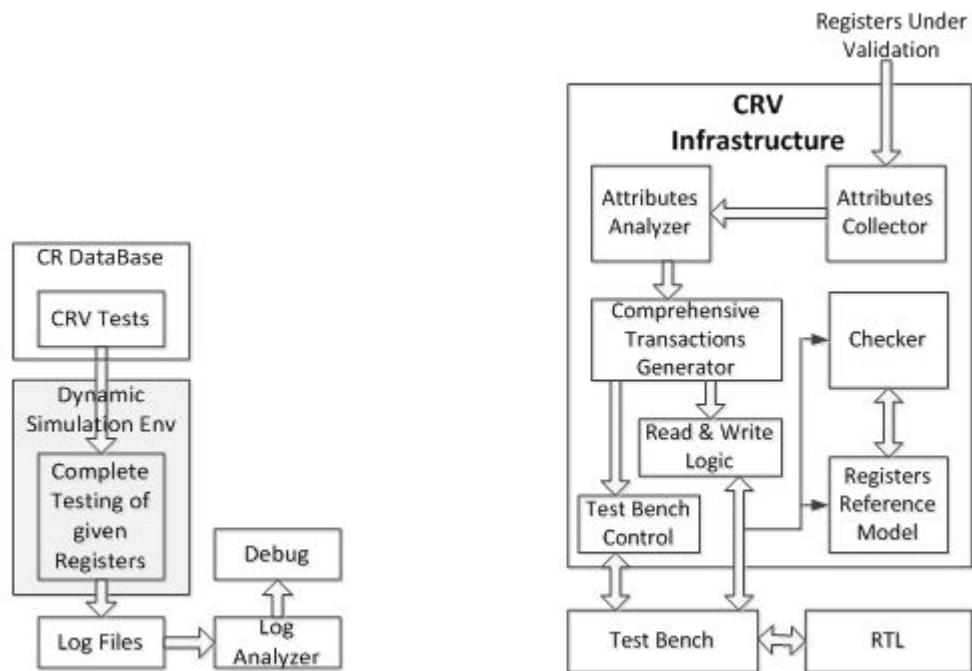 CR DataBase
CRV Tests
Dynamic
Simulation Env
Complete
Testing of
given
Registers
Log Files
Log
Analyzer
Debug
Registers Under
Validation
CRV
Infrastructure
Attributes
Analyzer
Attributes
Collector
Comprehensive
Transactions
Generator
Checker
Read & Write
Logic
Registers
Reference
Model
Test Bench
Control
Test Bench
RTL